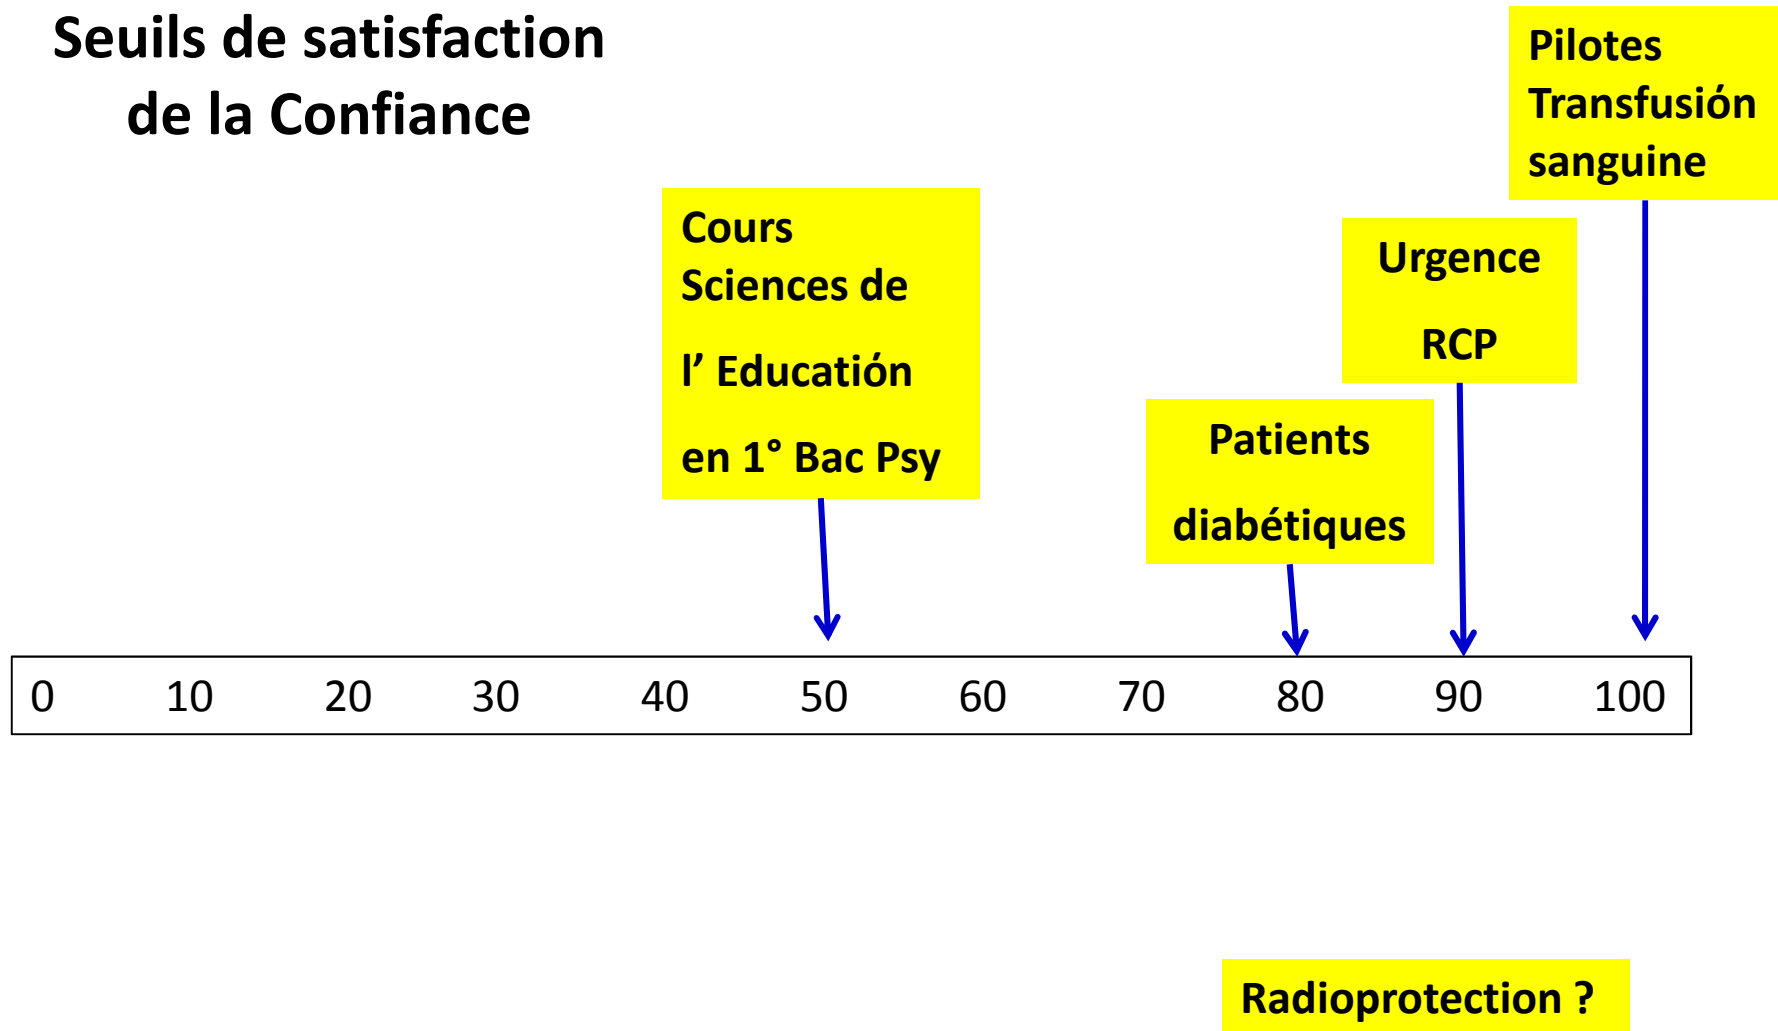 Seuils de satisfaction
de la Confiance
Pilotes
Transfusión
sanguine
Cours
Sciences de
l’ Educatión
en 1° Bac Psy
Urgence
RCP
Patients
diabétiques
0 10 20 30 40 50 60 70 80 90 100
Radioprotection ?